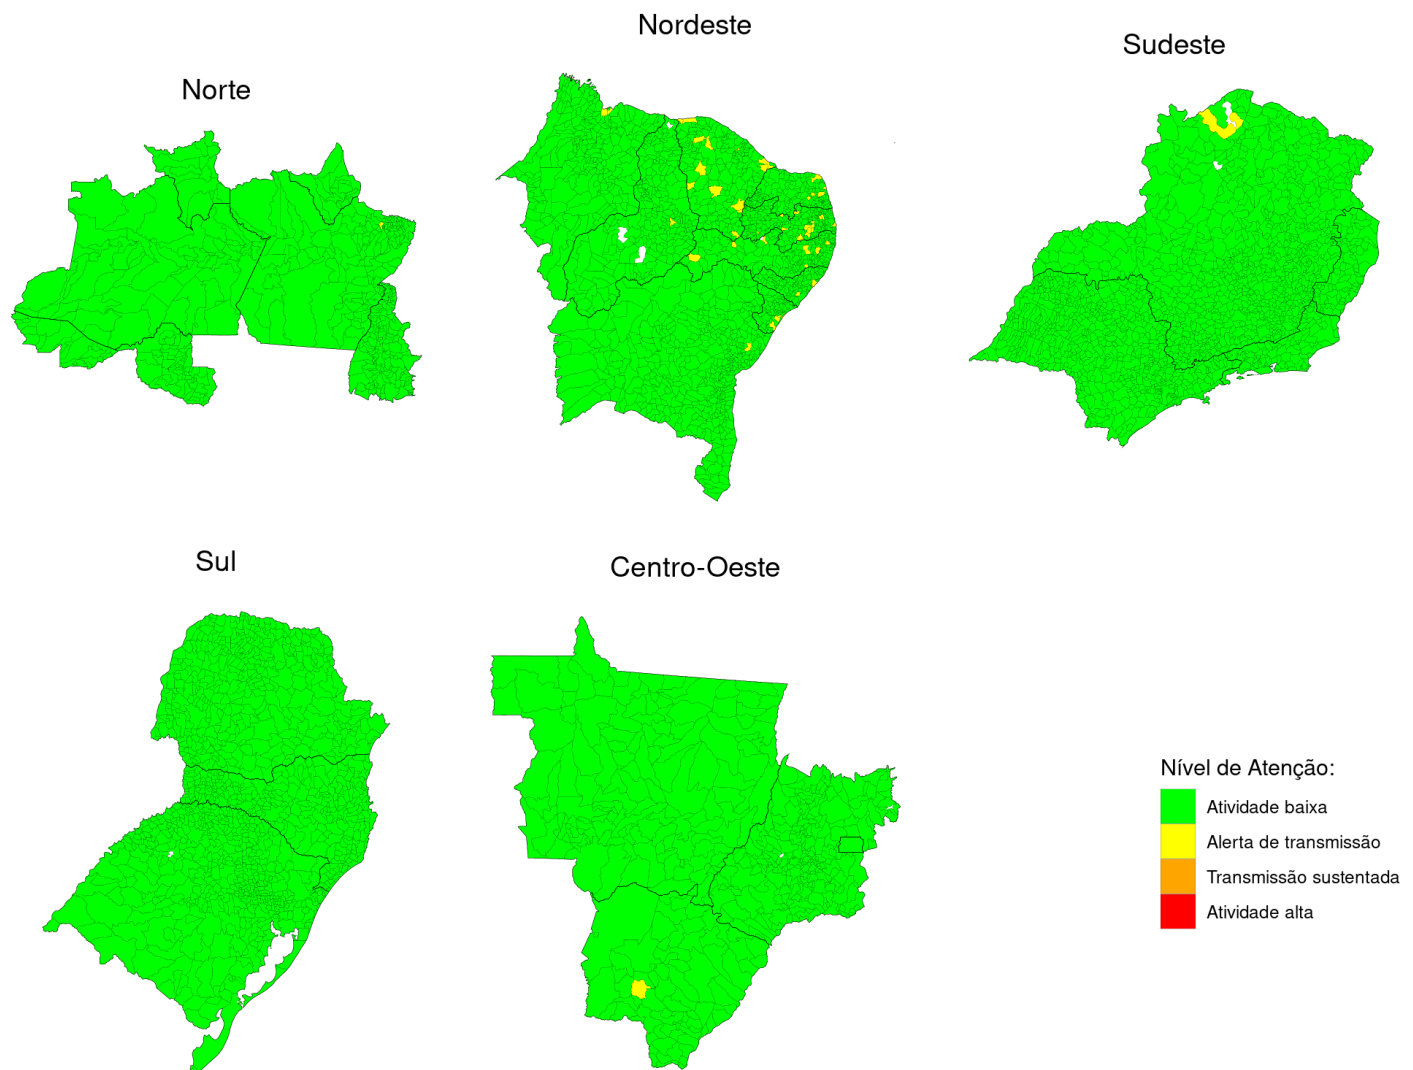 Norte
Nordeste
Sudeste
Sul
Centro-Oeste
Nível de Atenção:
Atividade baixa
Alerta de transmissão
Transmissão sustentada
Atividade alta